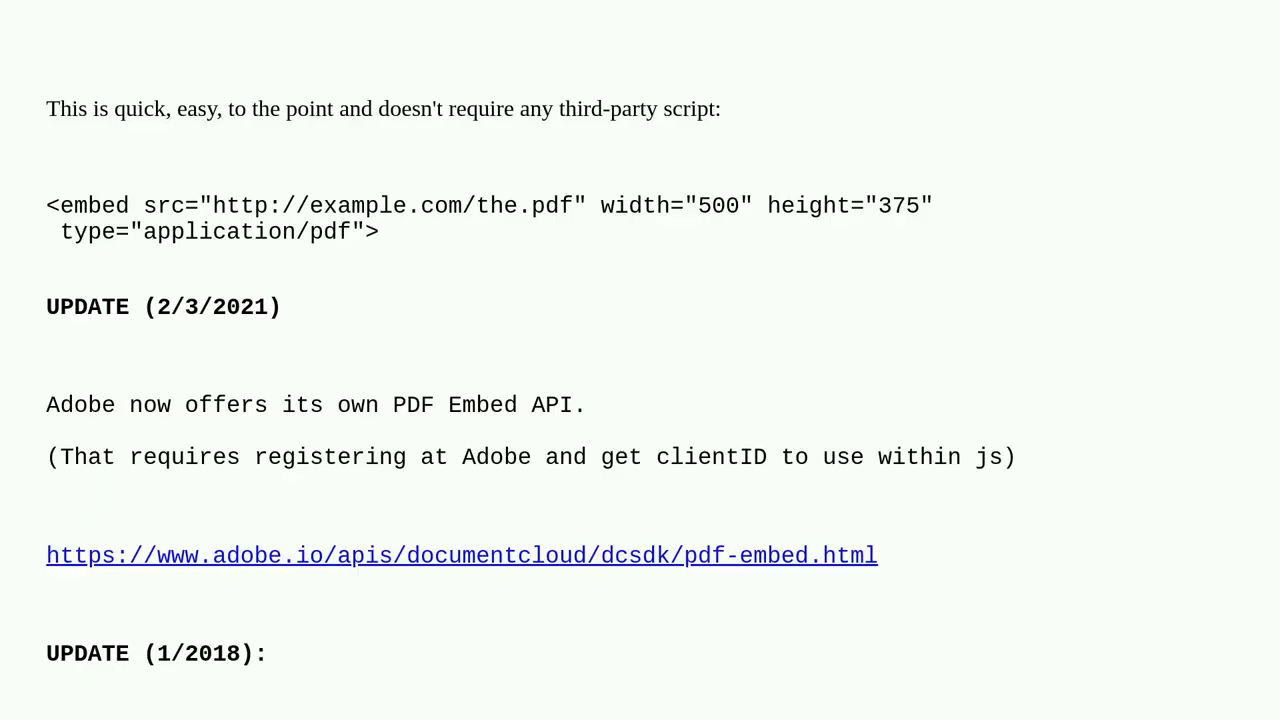 This is quick, easy, to the point and doesn't require any third-party script:
<embed src="http://example.com/the.pdf" width="500" height="375"
 type="application/pdf">
UPDATE (2/3/2021)
Adobe now offers its own PDF Embed API.
(That requires registering at Adobe and get clientID to use within js)
https://www.adobe.io/apis/documentcloud/dcsdk/pdf-embed.html
UPDATE (1/2018):